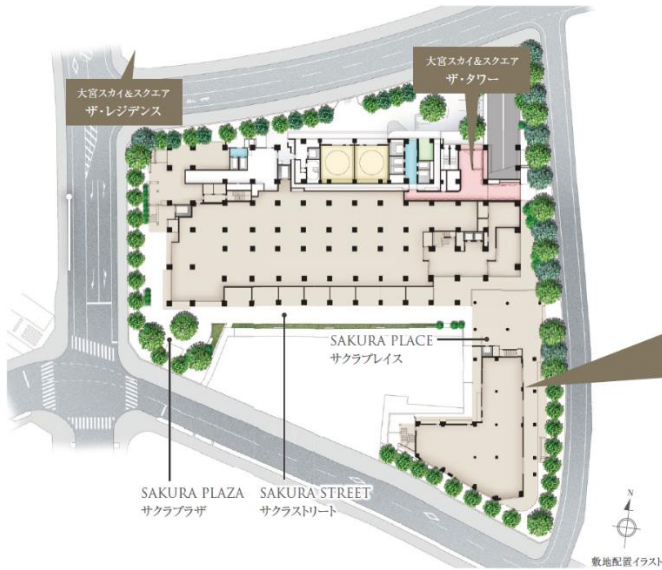 大宮スカイ&スクエア
ザ・レジデンス
大宮スカイ&スクエア
ザ・タワー
SAKURA PLACE
サクラプレイス
SAKURA PLAZA
サクラプラザ
SAKURA STREET
サクラストリート
N
敷地配置イラスト